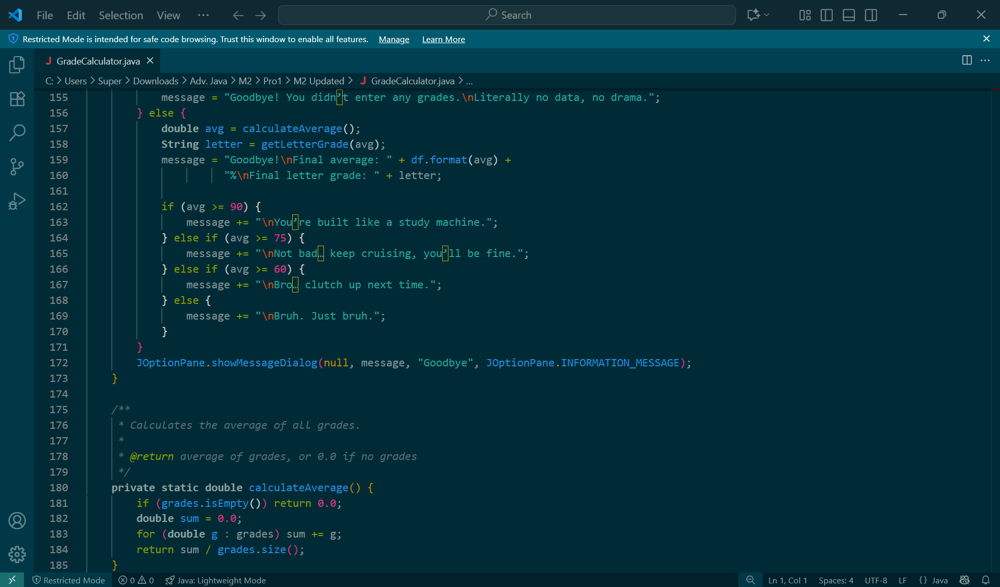 File Edit Selection View ··· Search
Restricted Mode is intended for safe code browsing. Trust this window to enable all features. Manage Learn More
J GradeCalculator.java
C: > Users > Super > Downloads > Adv. Java > M2 > Pro1 > M2 Updated > J GradeCalculator.java > ...
155 message = "Goodbye! You didn’t enter any grades.\nLiterally no data, no drama.";
156 } else {
157 double avg = calculateAverage();
158 String letter = getLetterGrade(avg);
159 message = "Goodbye!\nFinal average: " + df.format(avg) +
160 "%\nFinal letter grade: " + letter;
161
162 if (avg >= 90) {
163 message += "\nYou’re built like a study machine.";
164 } else if (avg >= 75) {
165 message += "\nNot bad… keep cruising, you’ll be fine.";
166 } else if (avg >= 60) {
167 message += "\nBro… clutch up next time.";
168 } else {
169 message += "\nBruh. Just bruh.";
170 }
171 }
172 JOptionPane.showMessageDialog(null, message, "Goodbye", JOptionPane.INFORMATION_MESSAGE);
173 }
174
175 /**
176 * Calculates the average of all grades.
177 *
178 * @return average of grades, or 0.0 if no grades
179 */
180 private static double calculateAverage() {
181 if (grades.isEmpty()) return 0.0;
182 double sum = 0.0;
183 for (double g : grades) sum += g;
184 return sum / grades.size();
185 }
Restricted Mode 0 0 Java: Lightweight Mode Ln 1, Col 1 Spaces: 4 UTF-8 LF {} Java